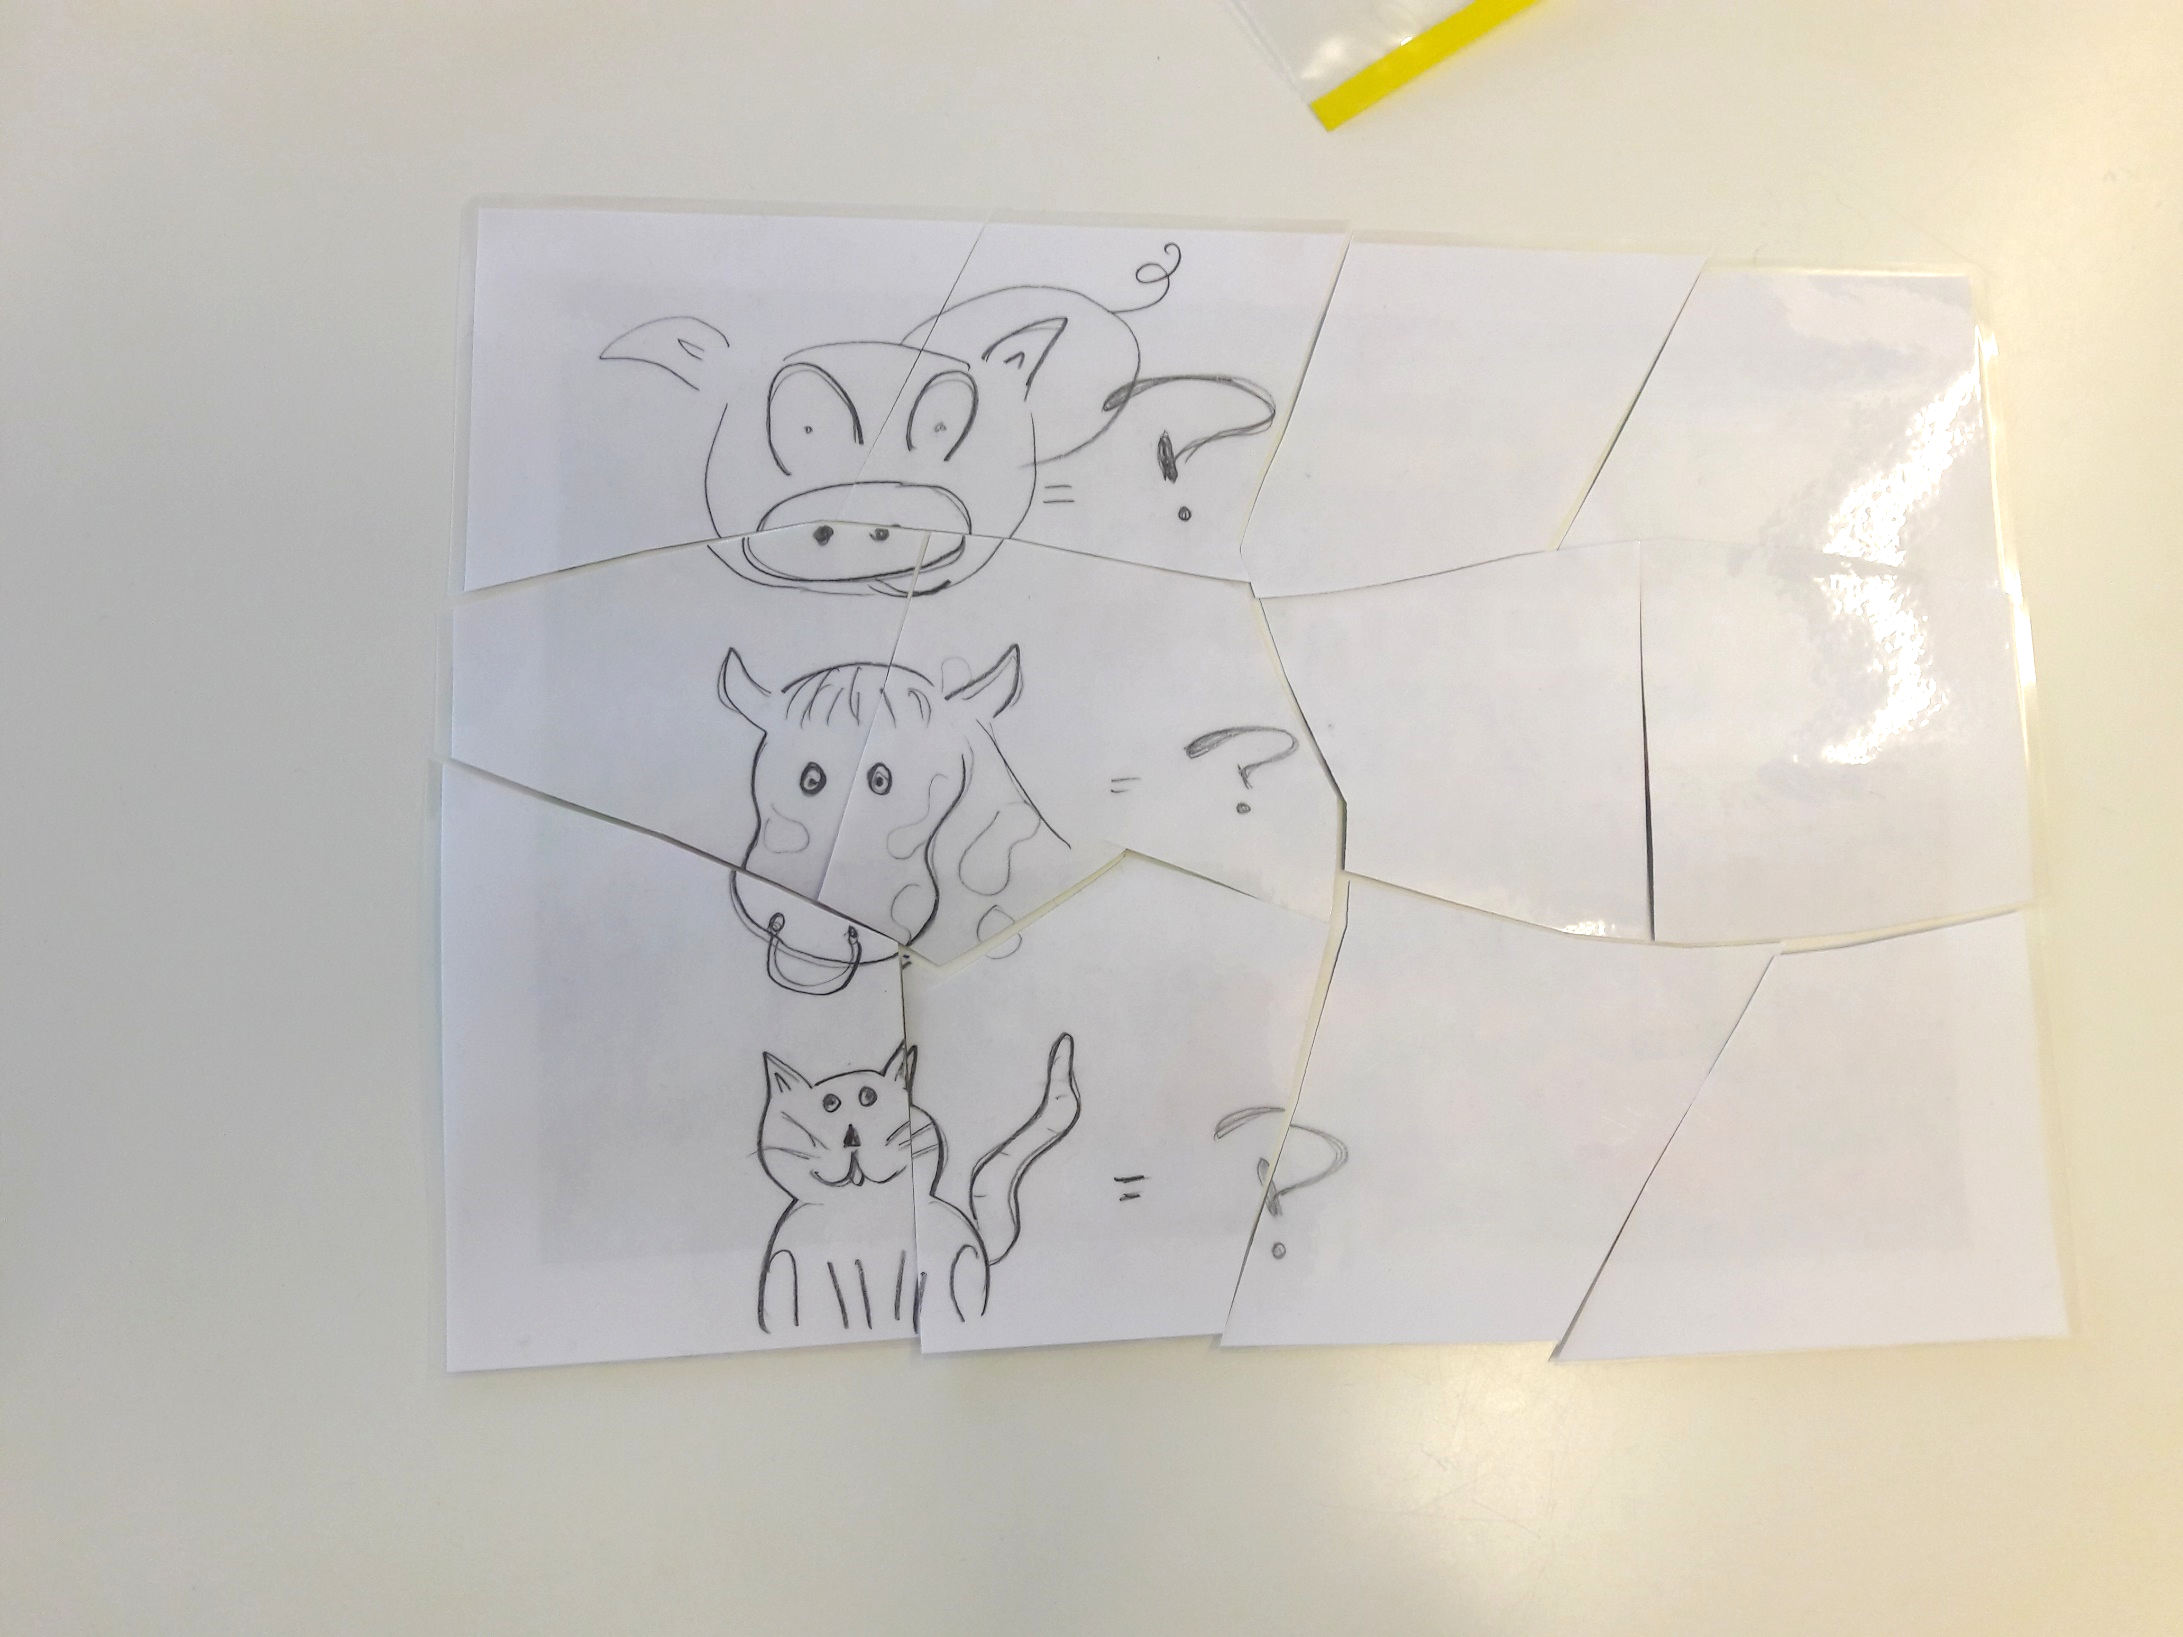 = ?
= ?
= ?